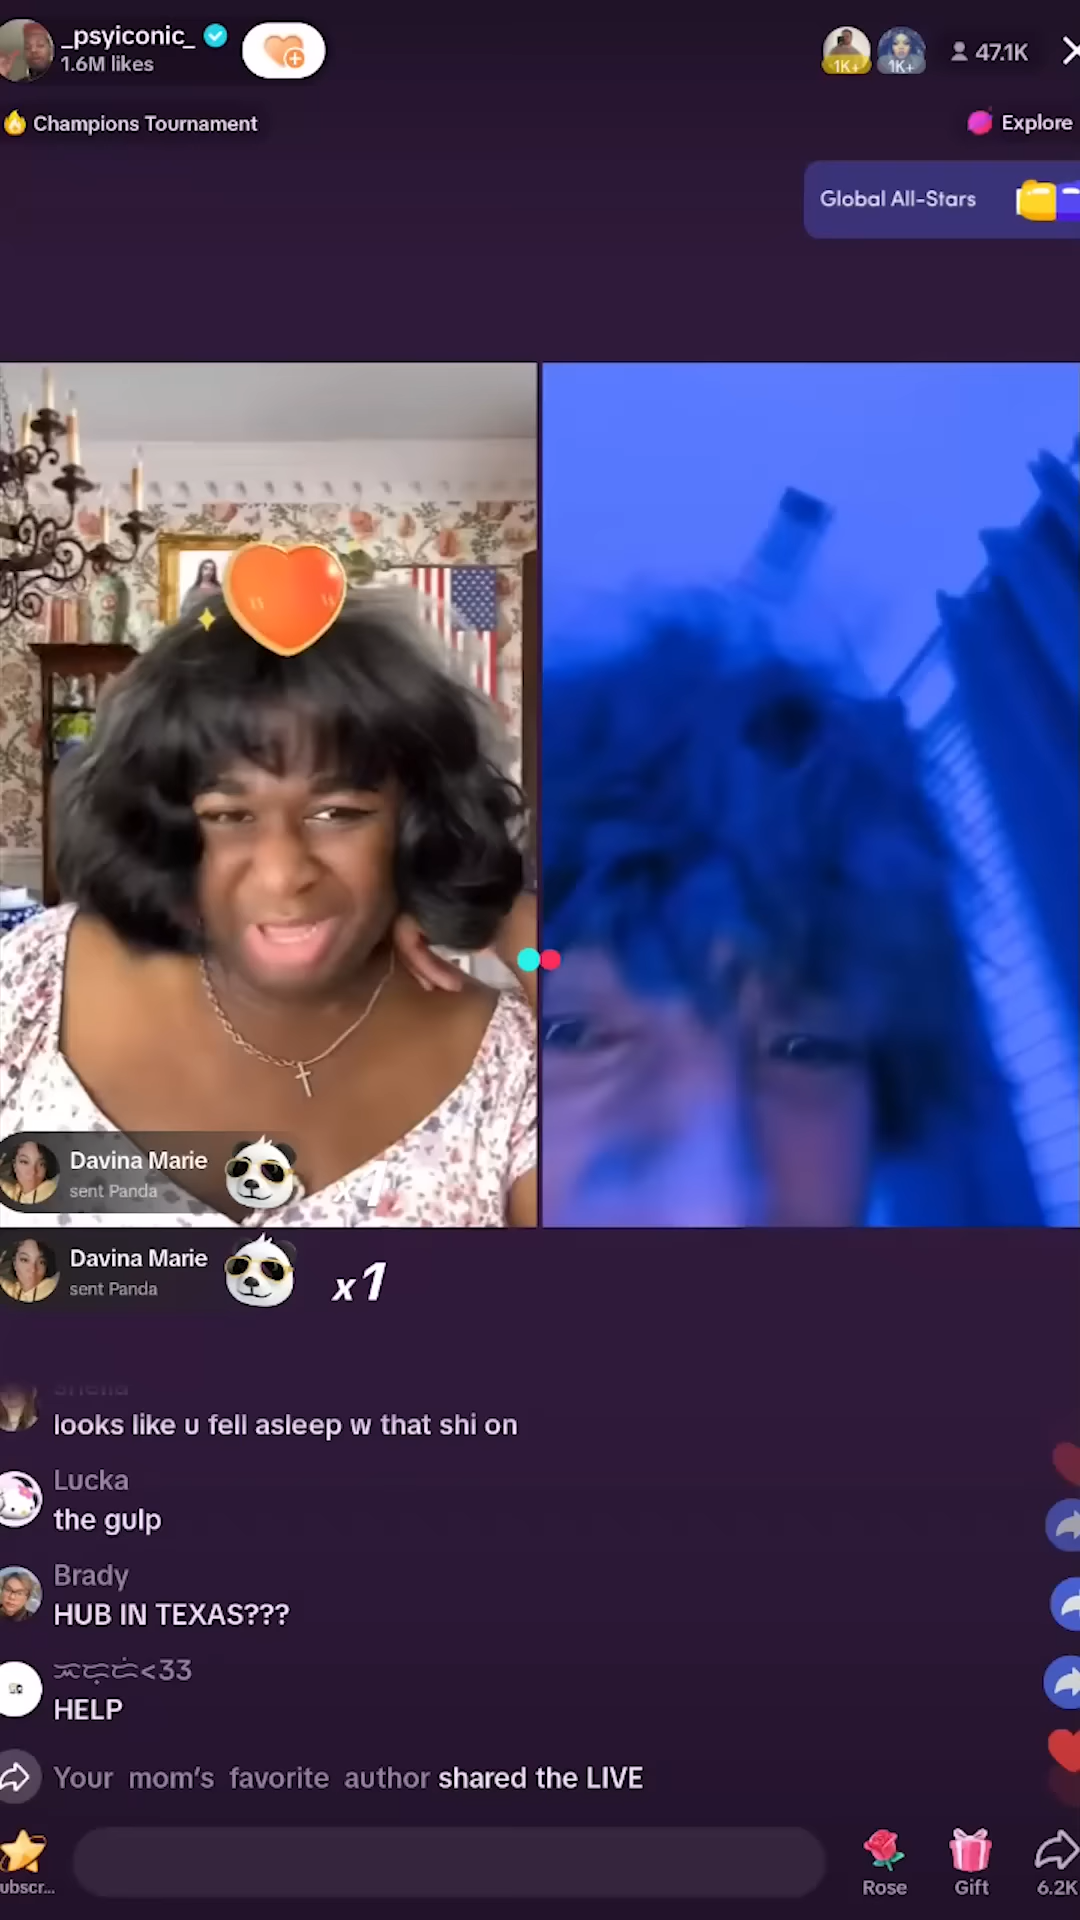 _psyiconic_
1.6M likes
1K+
1K+
47.1K
Champions Tournament
Explore
Global All-Stars
Davina Marie
sent Panda
x1
Davina Marie
sent Panda
x1
looks like u fell asleep w that shi on
Lucka
the gulp
Brady
HUB IN TEXAS???
<33
HELP
Your mom's favorite author shared the LIVE
ubscr...
Rose
Gift
6.2K